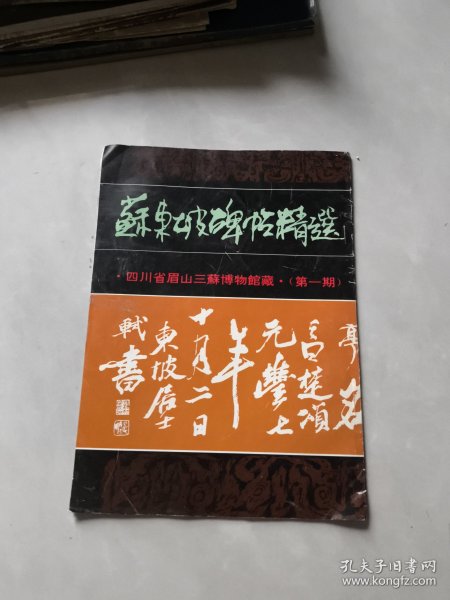 蘇東坡碑帖精選
·四川省眉山三蘇博物館藏·(第一期)
亭名
言楚頌
元豐七
年
十月二日
東坡居士
軾書
孔夫子旧书网
www.kongfz.com